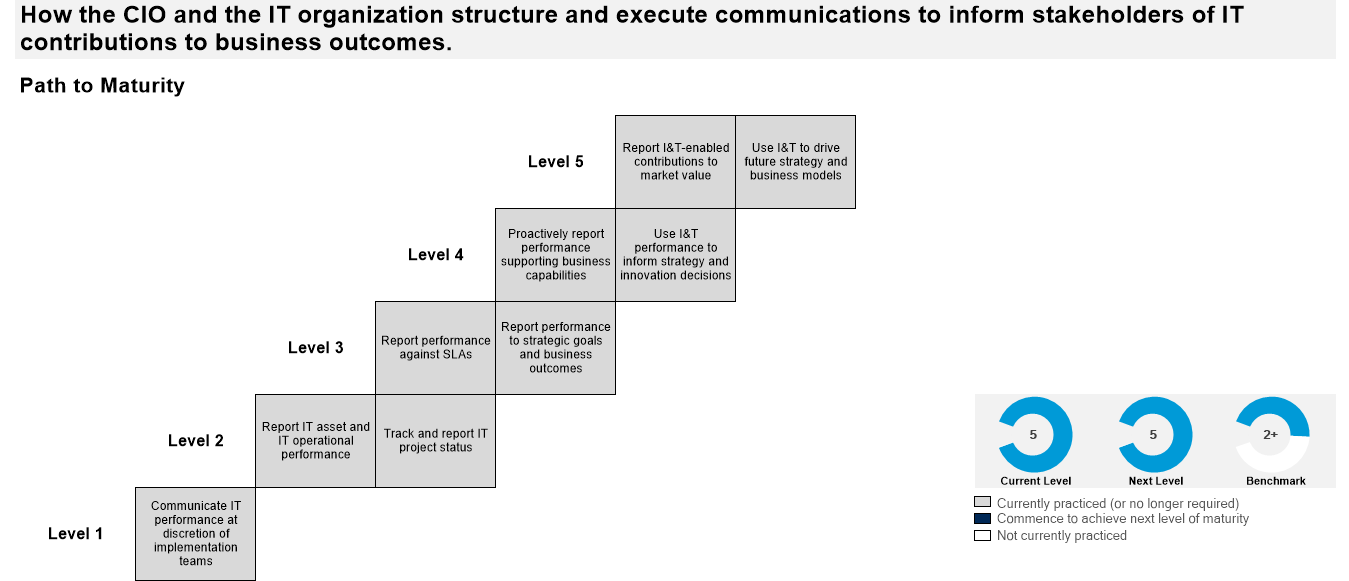 How the CIO and the IT organization structure and execute communications to inform stakeholders of IT
contributions to business outcomes.
Path to Maturity
Level 5
Report I&T-enabled
contributions to
market value
Use I&T to drive
future strategy and
business models
Level 4
Proactively report
performance
supporting business
capabilities
Use I&T
performance to
inform strategy and
innovation decisions
Level 3
Report performance
against SLAs
Report performance
to strategic goals
and business
outcomes
Level 2
Report IT asset and
IT operational
performance
Track and report IT
project status
Level 1
Communicate IT
performance at
discretion of
implementation
teams
5
Current Level
5
Next Level
2+
Benchmark
Currently practiced (or no longer required)
Commence to achieve next level of maturity
Not currently practiced